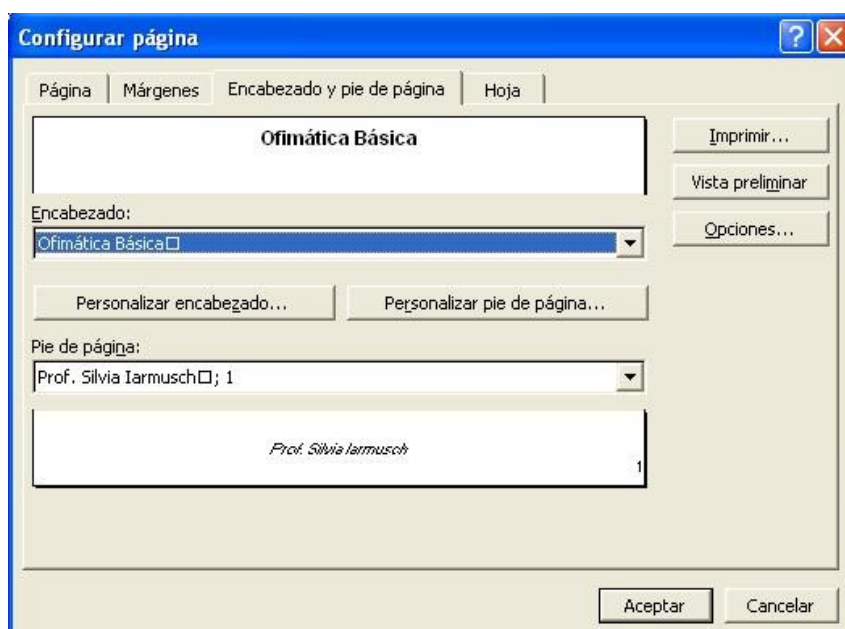 Configurar página
Página Márgenes Encabezado y pie de página Hoja
Ofimática Básica
Imprimir...
Vista preliminar
Encabezado:
Opciones...
Ofimática Básica□
Personalizar encabezado... Personalizar pie de página...
Pie de página:
Prof. Silvia Iarmusch□; 1
Prof. Silvia Iarmusch
1
Aceptar Cancelar